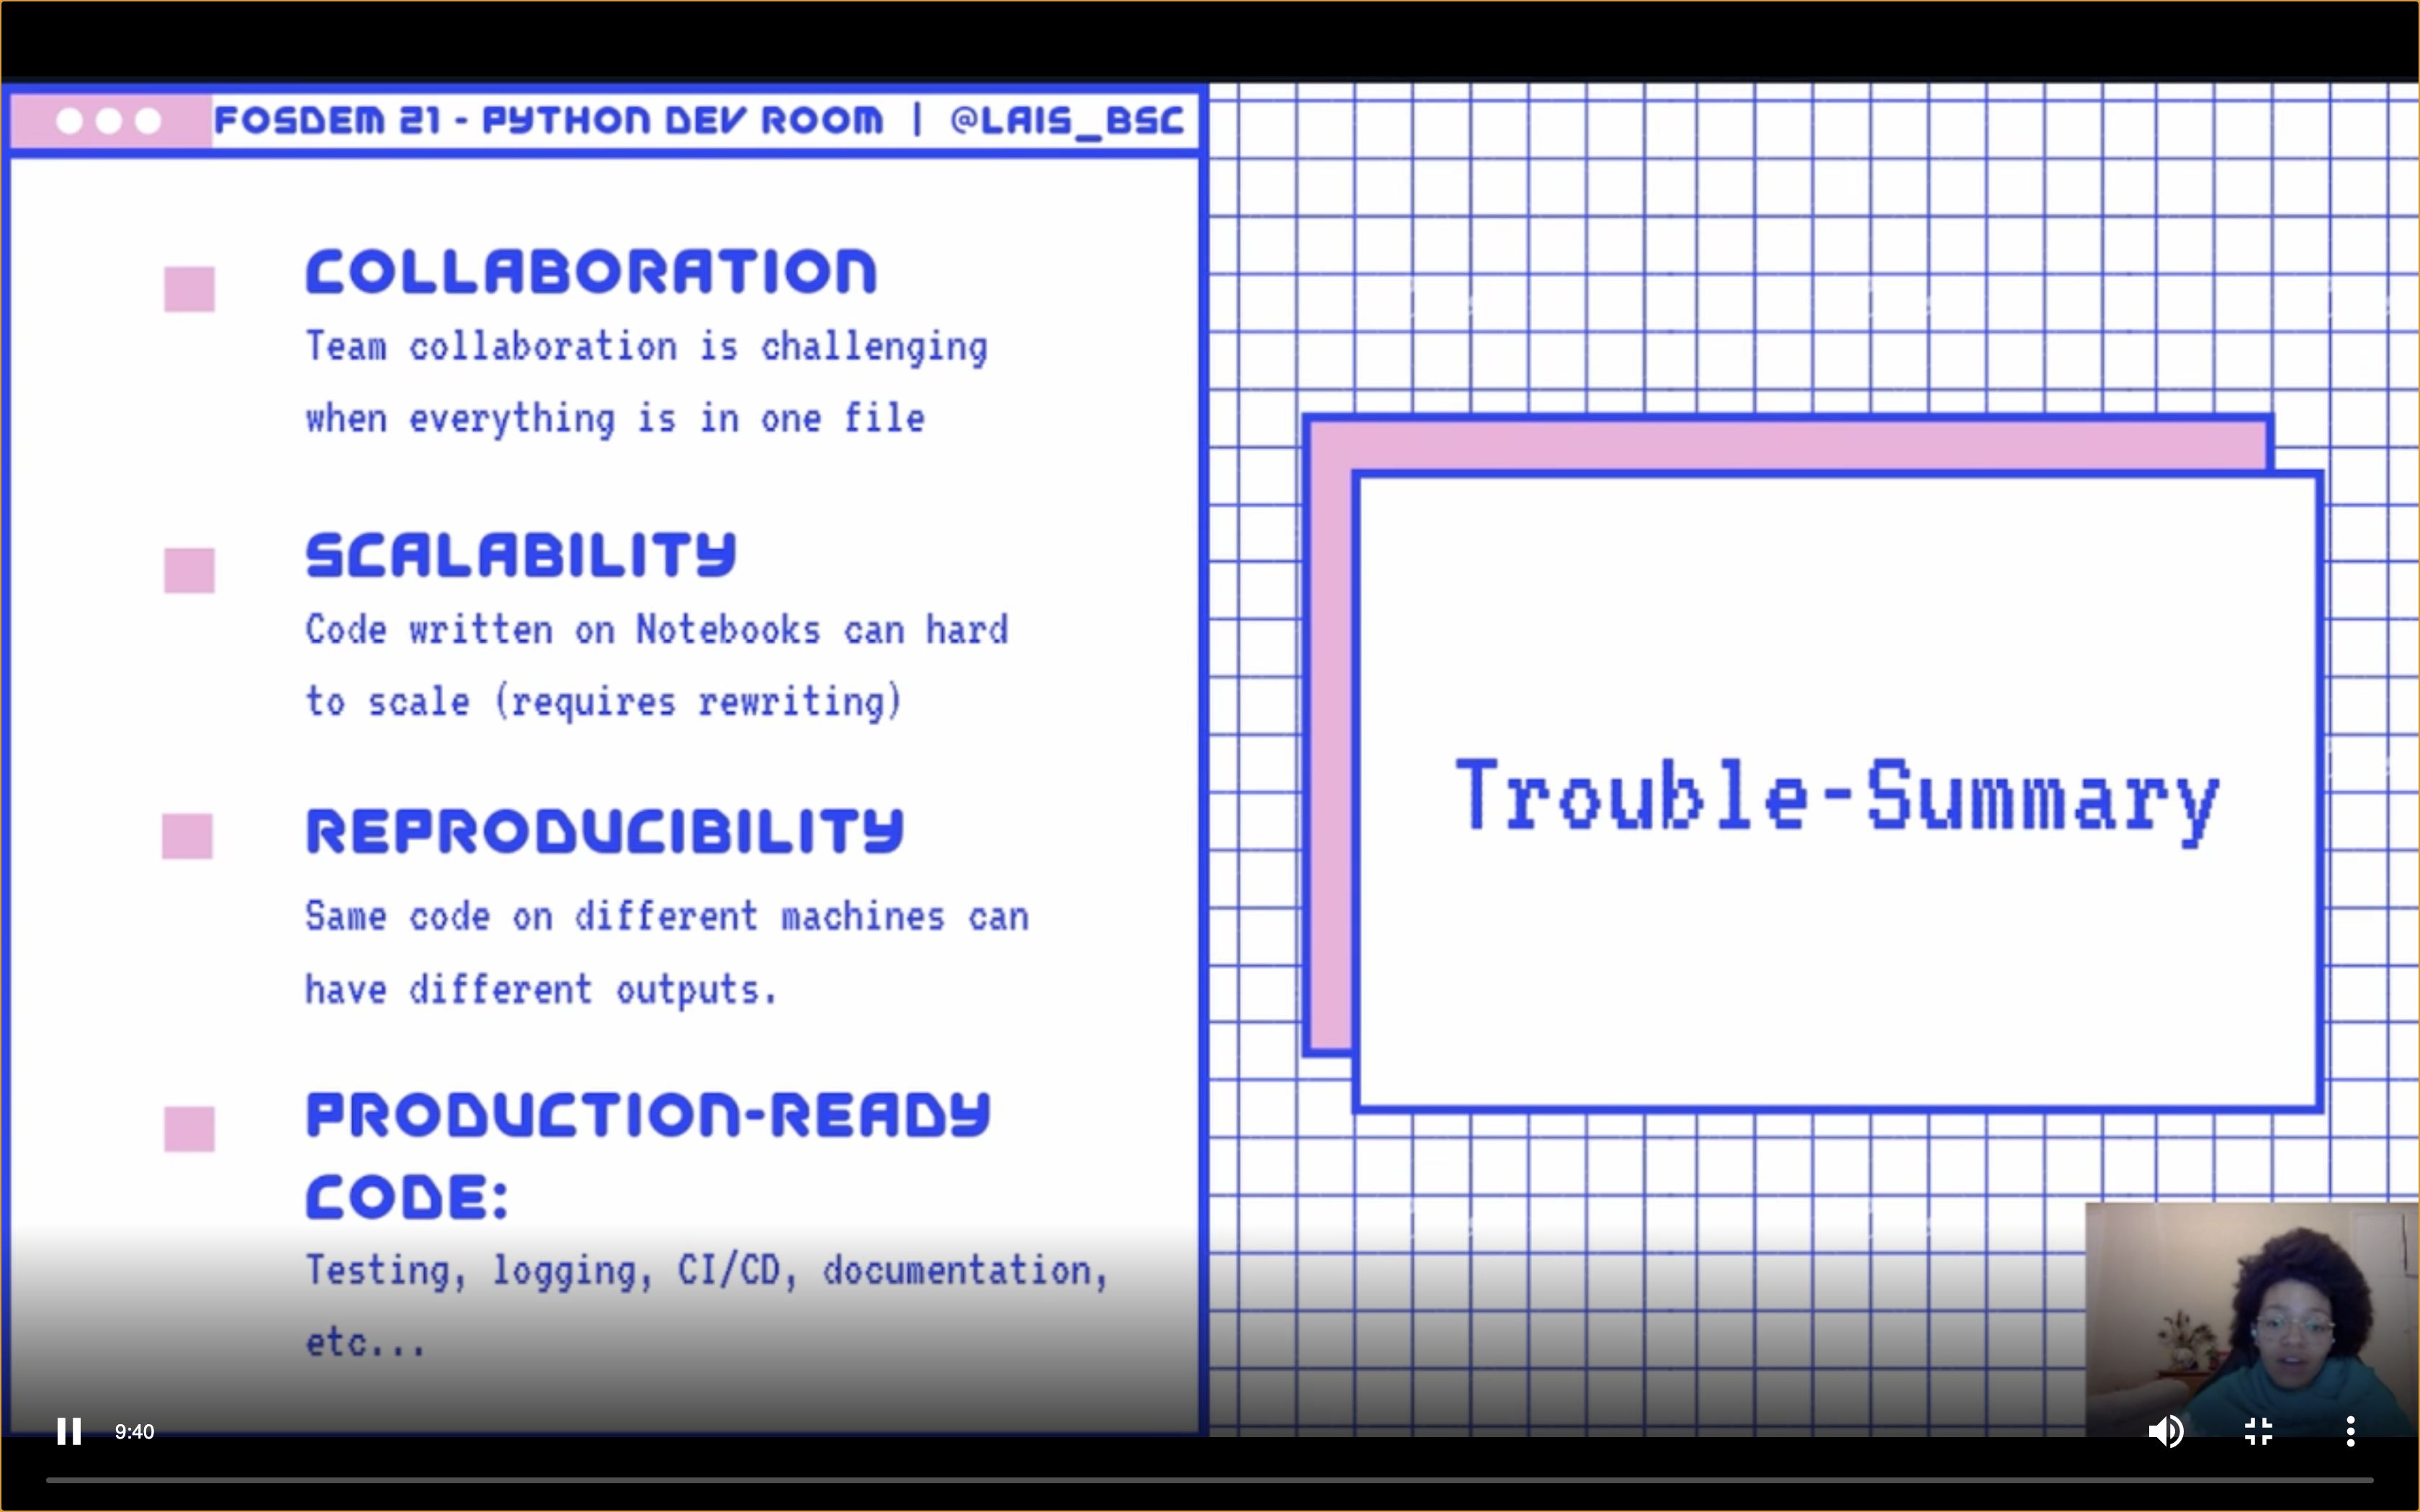 FOSDEM 21 - PYTHON DEV ROOM | @LAIS_BSC
COLLABORATION
Team collaboration is challenging
when everything is in one file
SCALABILITY
Code written on Notebooks can hard
to scale (requires rewriting)
REPRODUCIBILITY
Same code on different machines can
have different outputs.
PRODUCTION-READY
CODE:
Testing, logging, CI/CD, documentation,
etc...
Trouble-Summary
9:40